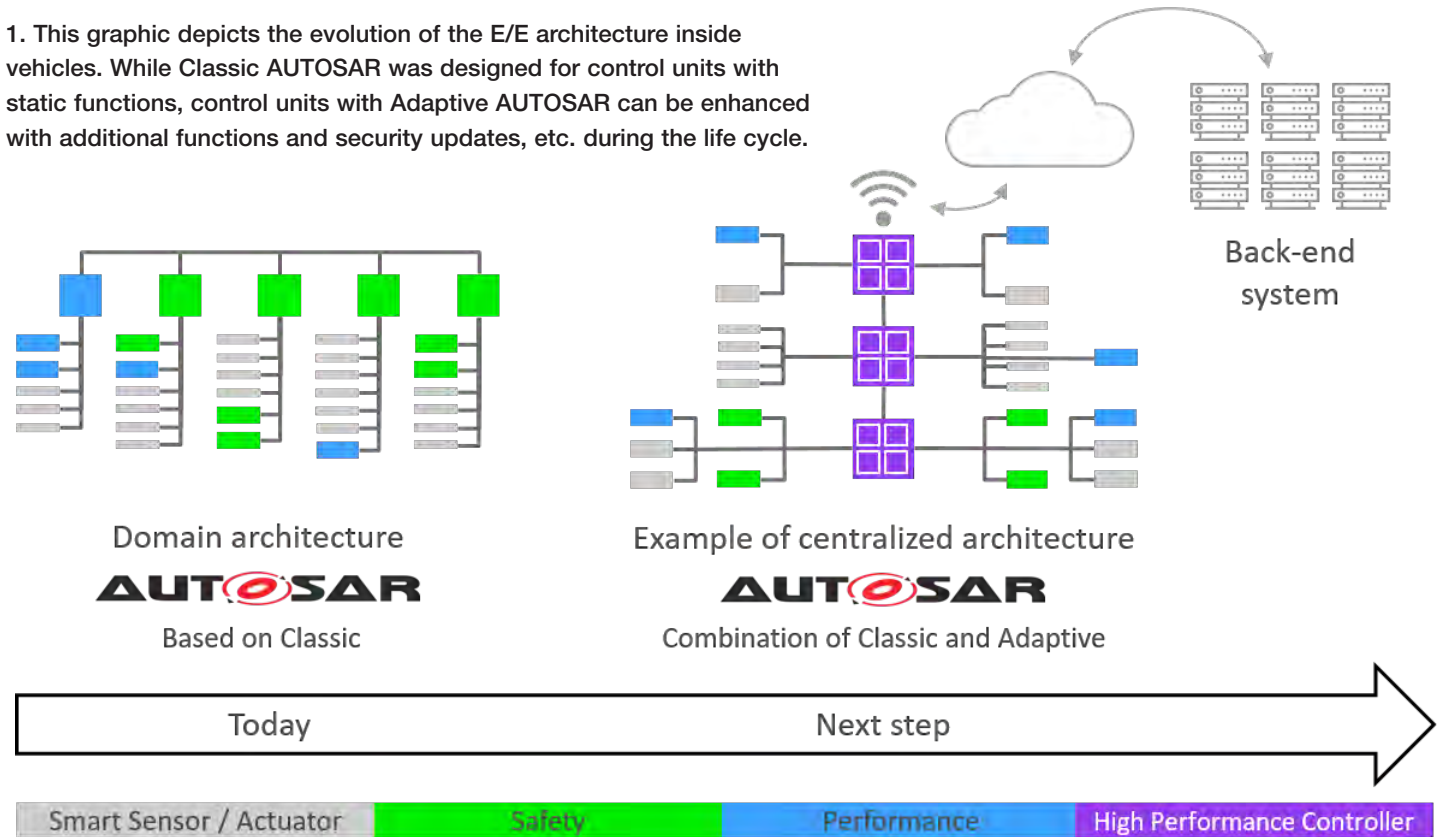 1. This graphic depicts the evolution of the E/E architecture inside
vehicles. While Classic AUTOSAR was designed for control units with
static functions, control units with Adaptive AUTOSAR can be enhanced
with additional functions and security updates, etc. during the life cycle.
Back-end
system
Domain architecture
AUTOSAR
Based on Classic
Example of centralized architecture
AUTOSAR
Combination of Classic and Adaptive
Today
Next step
Smart Sensor / Actuator
Safety
Performance
High Performance Controller